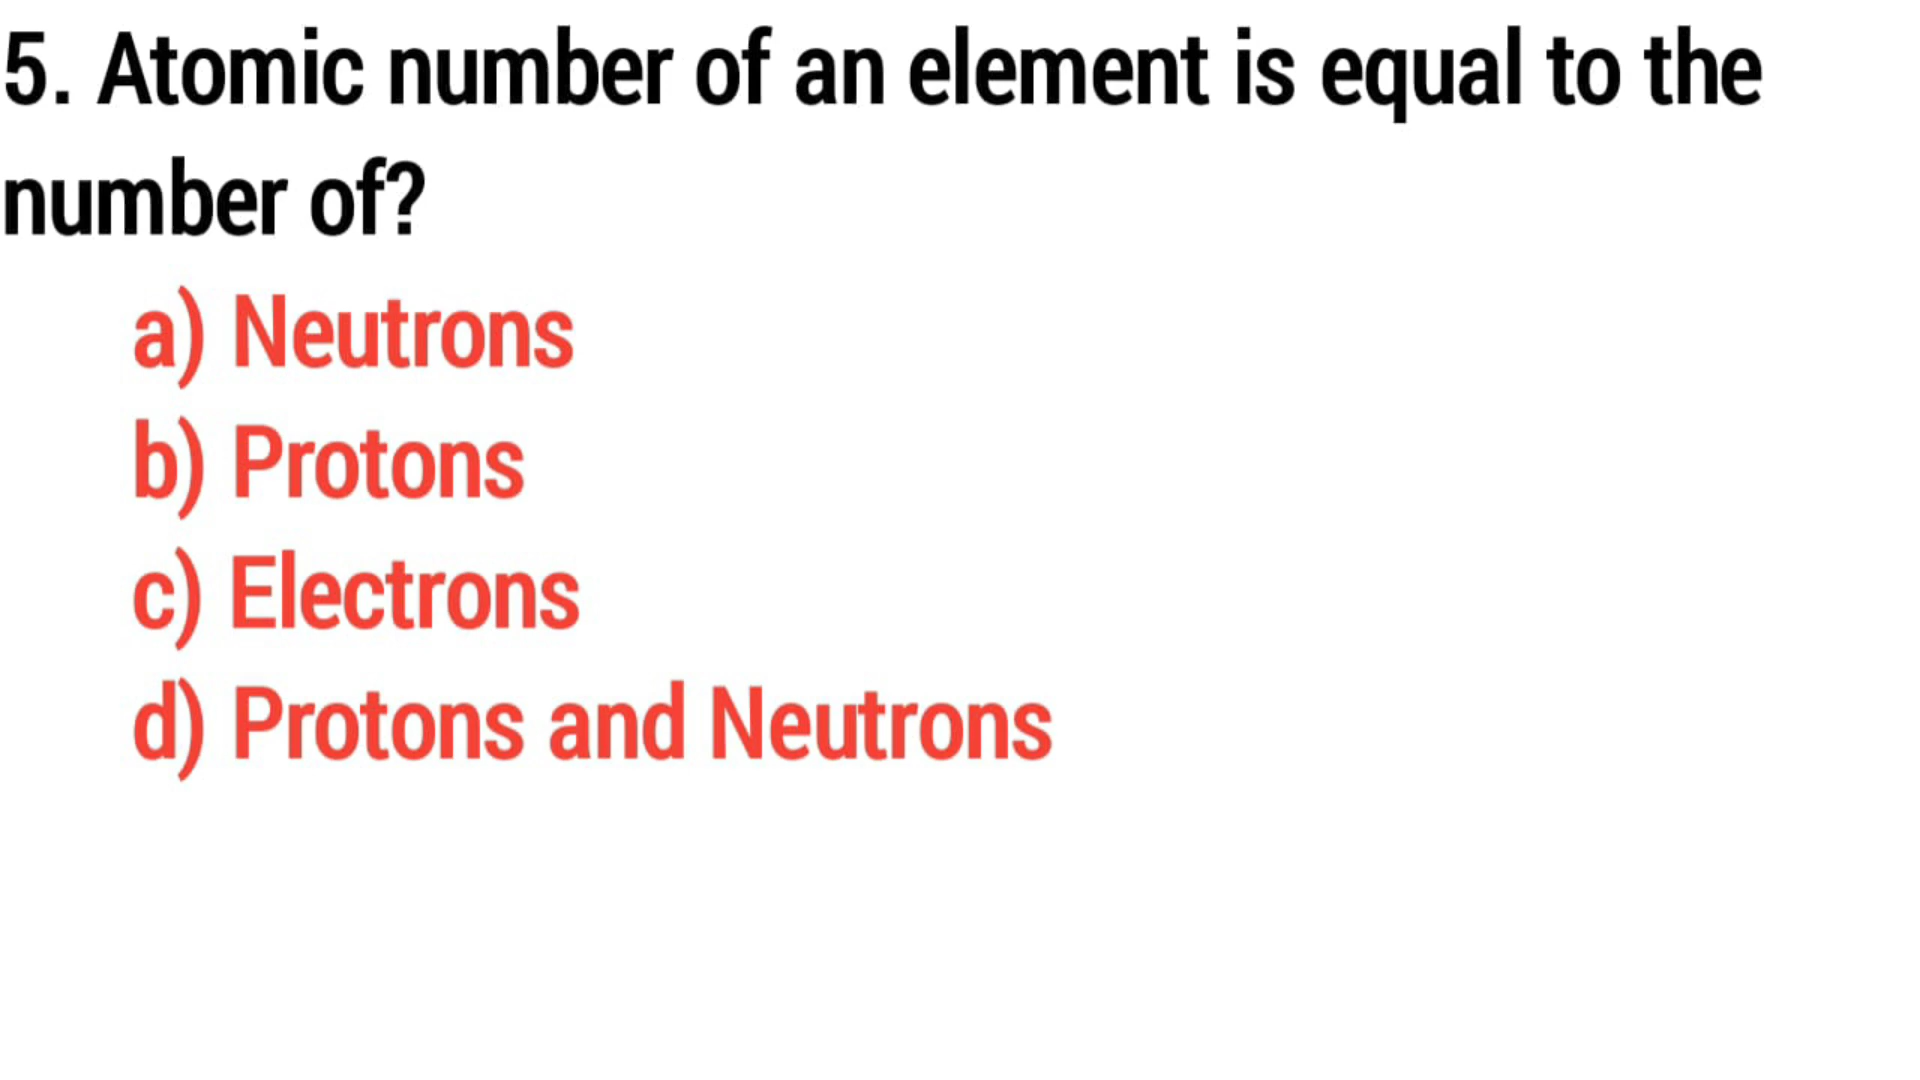 5. Atomic number of an element is equal to the
number of?
a) Neutrons
b) Protons
c) Electrons
d) Protons and Neutrons